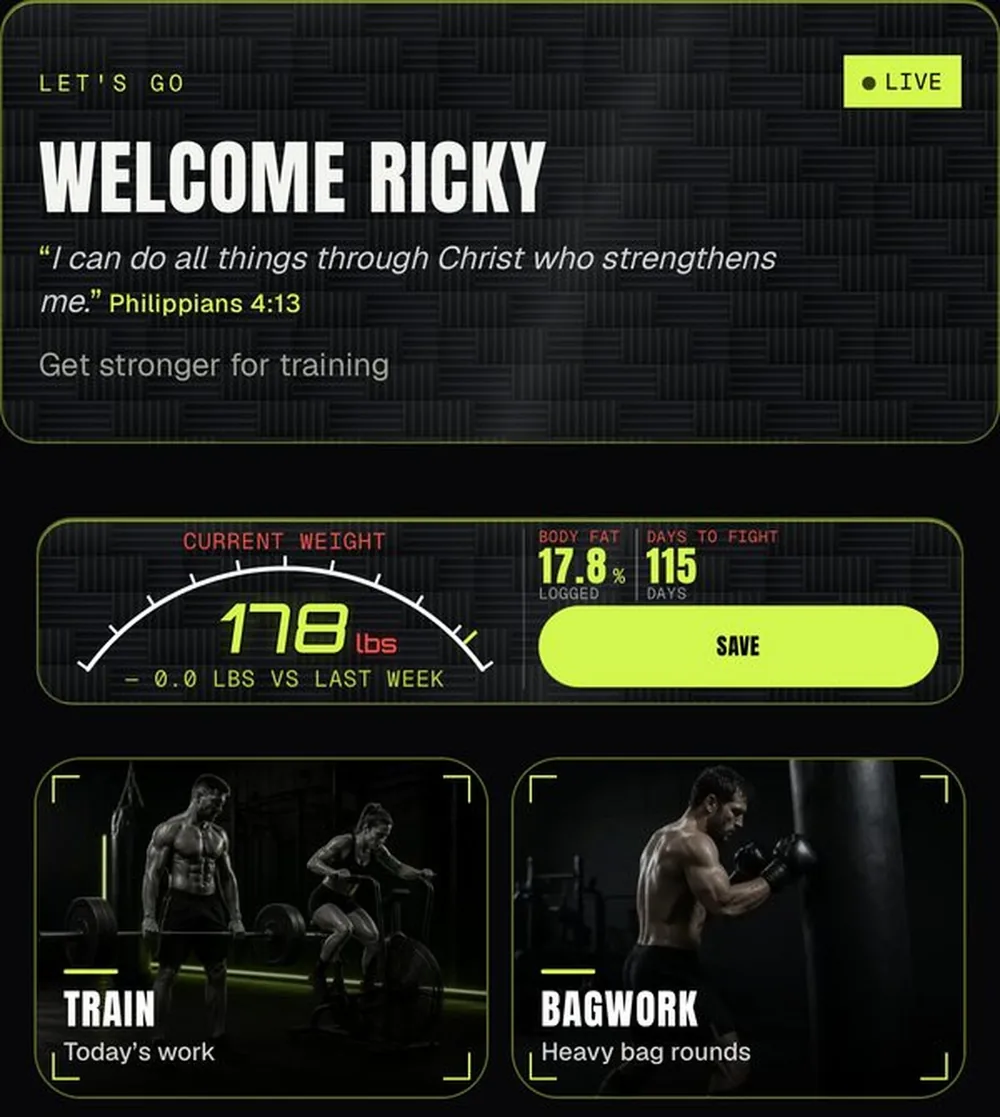 LET'S GO
● LIVE
WELCOME RICKY
“I can do all things through Christ who strengthens
me.” Philippians 4:13
Get stronger for training
CURRENT WEIGHT
178 lbs
— 0.0 LBS VS LAST WEEK
BODY FAT
17.8 %
LOGGED
DAYS TO FIGHT
115
DAYS
SAVE
TRAIN
Today’s work
BAGWORK
Heavy bag rounds